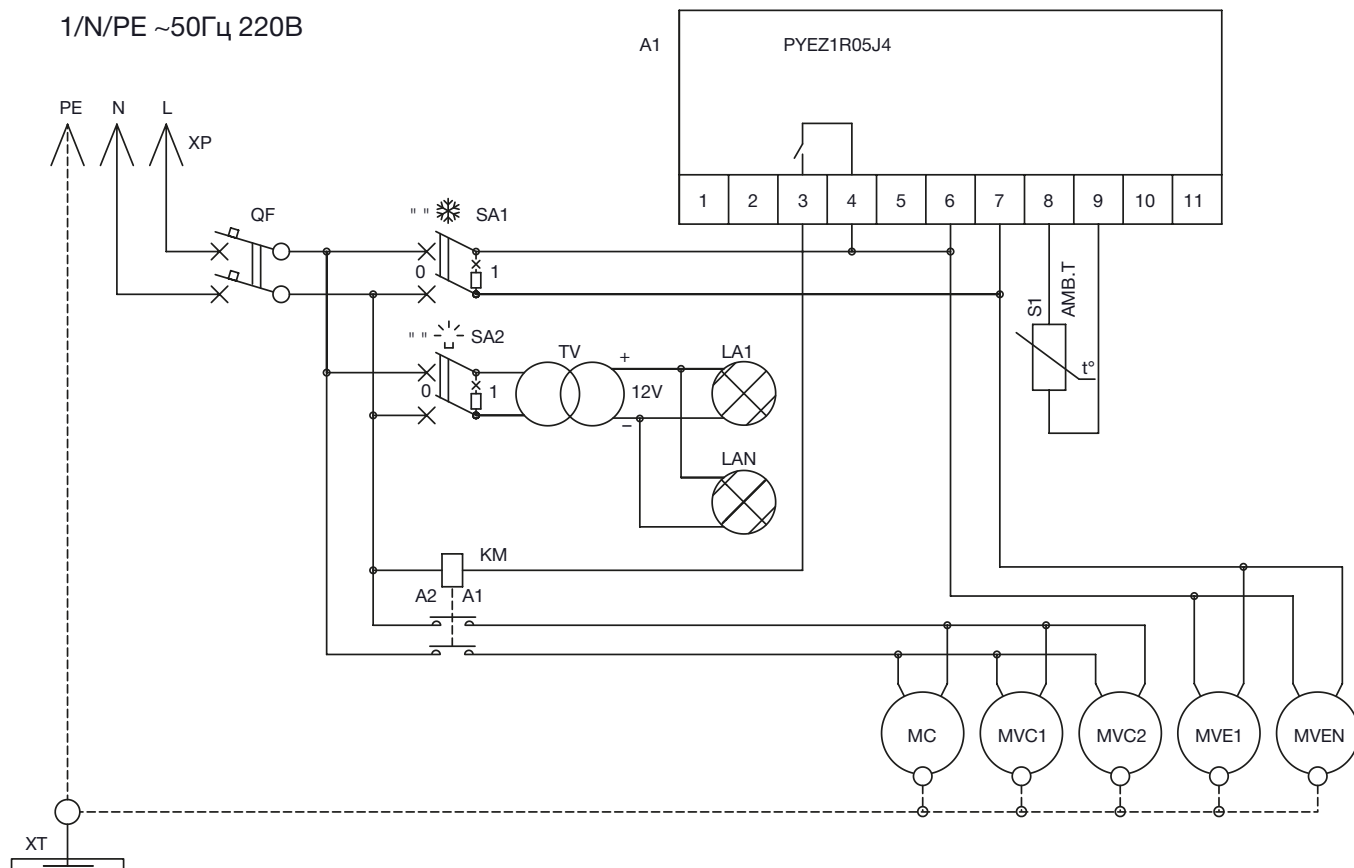 1/N/PE ~50Гц 220В
A1 PYEZ1R05J4
PE N L
XP
1 2 3 4 5 6 7 8 9 10 11
QF
" " SA1
0 1
S1
AMB.T
t°
" " SA2
0 1
TV
+
12V
–
LA1
LAN
KM
A2 A1
MC MVC1 MVC2 MVE1 MVEN
XT